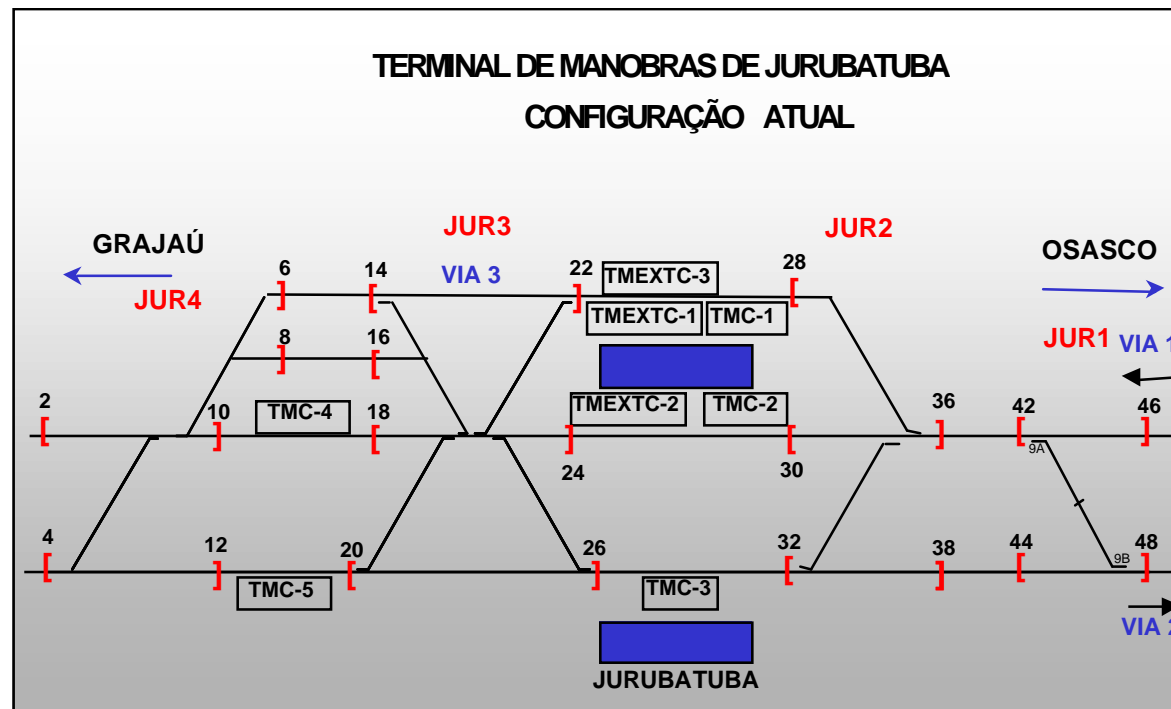 TERMINAL DE MANOBRAS DE JURUBATUBA
CONFIGURAÇÃO ATUAL
JUR3
JUR2
GRAJAÚ
OSASCO
6
14
VIA 3
22
TMEXTC-3
28
JUR4
TMEXTC-1
TMC-1
JUR1
VIA 1
8
16
2
10
TMC-4
18
TMEXTC-2
TMC-2
36
42
46
9A
24
30
4
12
20
26
32
38
44
9B
48
TMC-5
TMC-3
VIA 2
JURUBATUBA